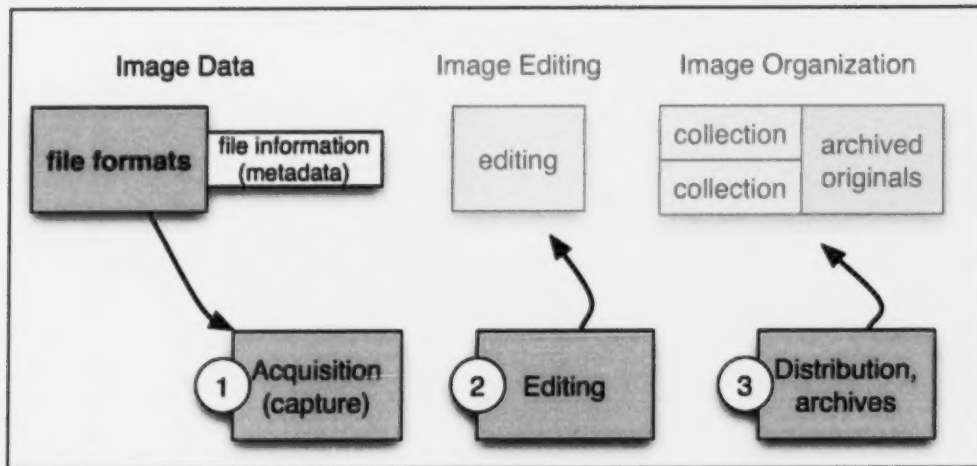 Image Data
Image Editing
Image Organization
file formats
file information
(metadata)
editing
collection
collection
archived
originals
1
Acquisition
(capture)
2
Editing
3
Distribution,
archives